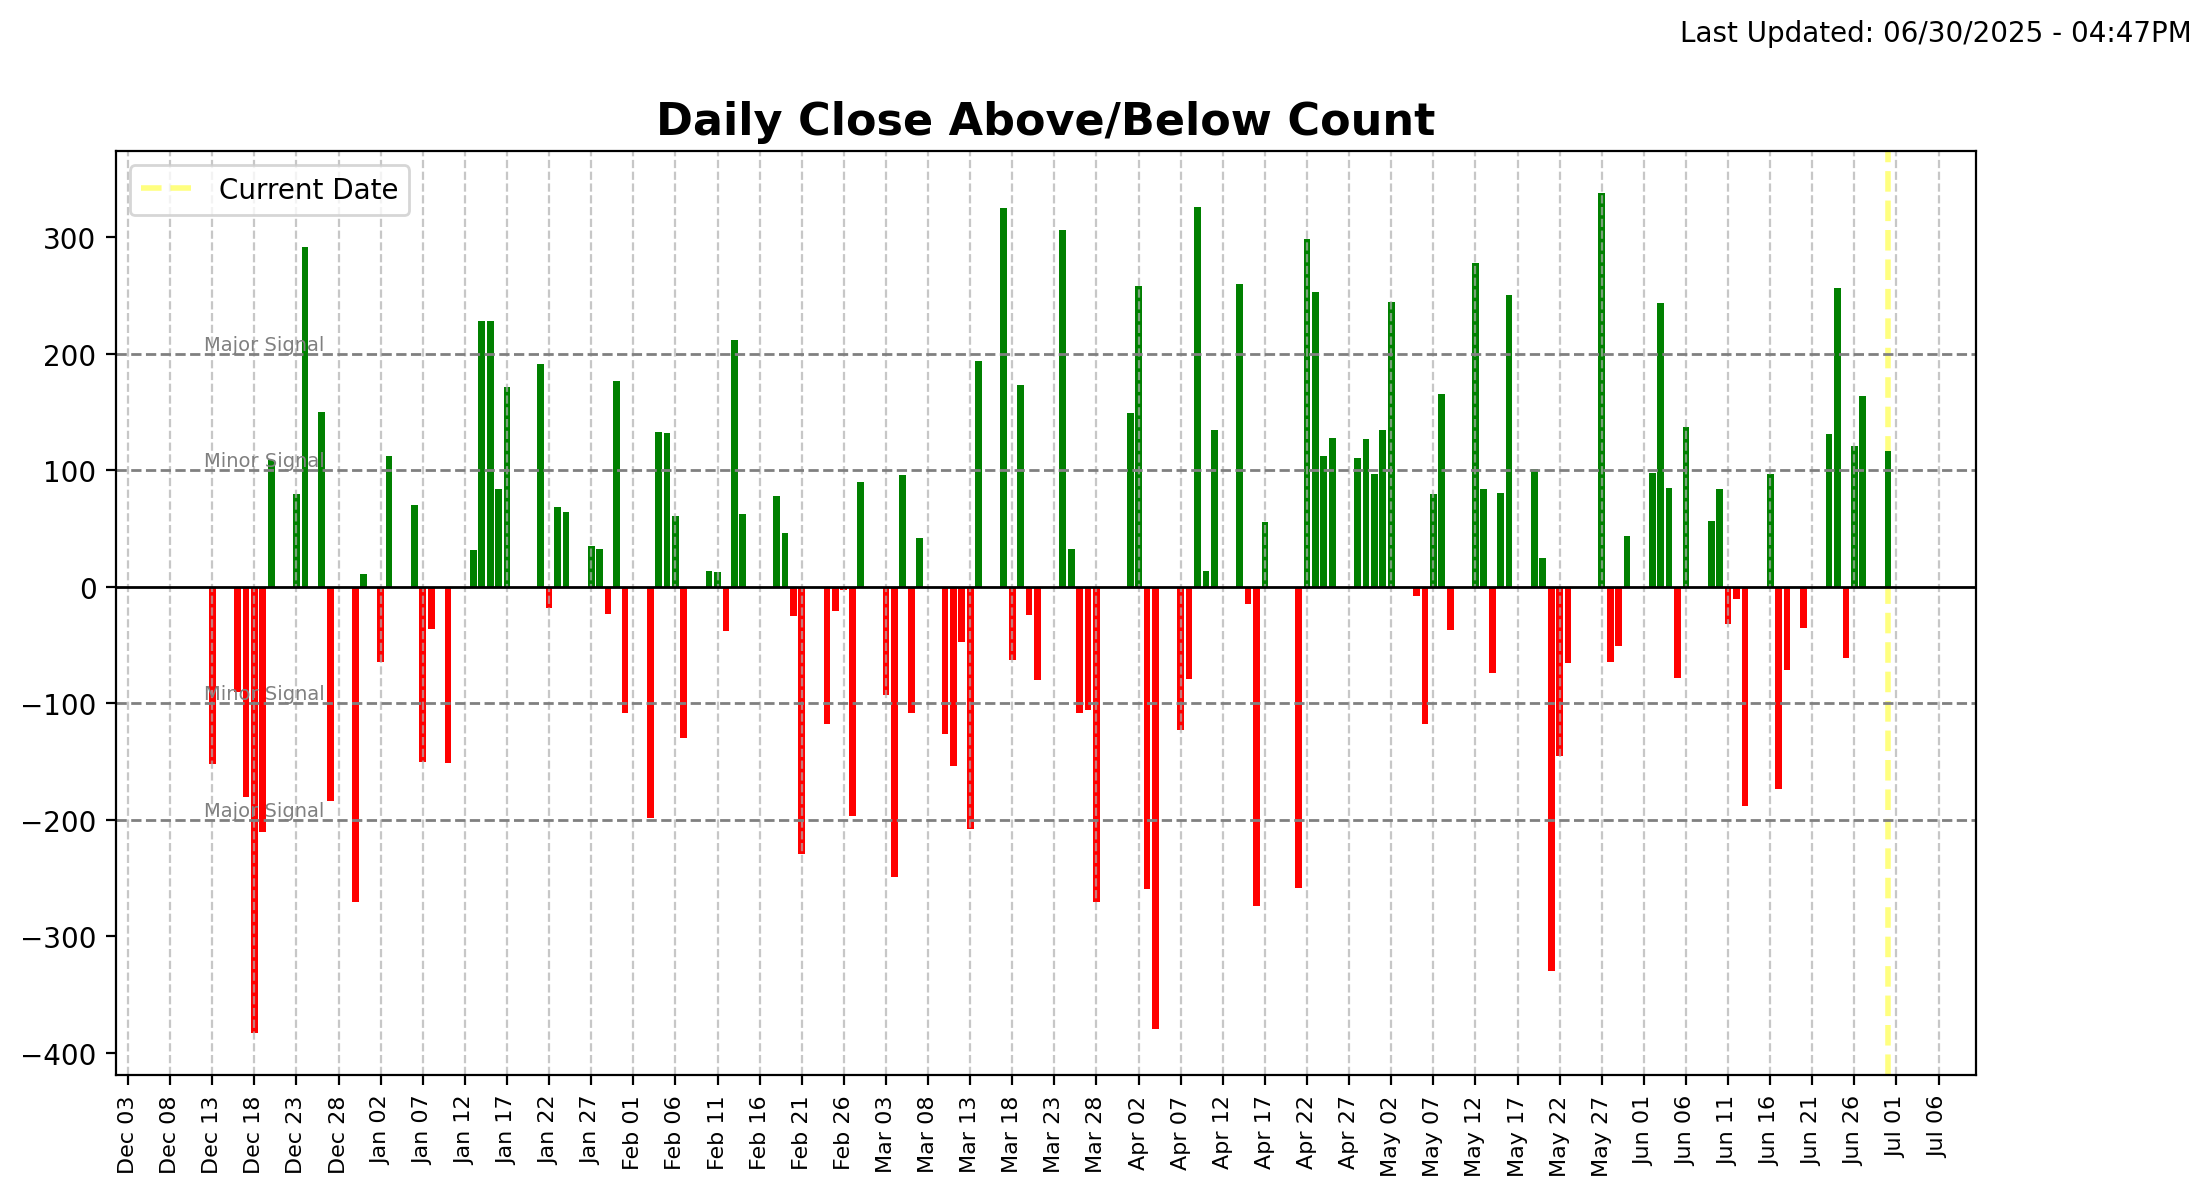 Last Updated: 06/30/2025 - 04:47PM
Daily Close Above/Below Count
Current Date
300
Major Signal
200
Minor Signal
100
0
Minor Signal
−100
Major Signal
−200
−300
−400
Dec 03
Dec 08
Dec 13
Dec 18
Dec 23
Dec 28
Jan 02
Jan 07
Jan 12
Jan 17
Jan 22
Jan 27
Feb 01
Feb 06
Feb 11
Feb 16
Feb 21
Feb 26
Mar 03
Mar 08
Mar 13
Mar 18
Mar 23
Mar 28
Apr 02
Apr 07
Apr 12
Apr 17
Apr 22
Apr 27
May 02
May 07
May 12
May 17
May 22
May 27
Jun 01
Jun 06
Jun 11
Jun 16
Jun 21
Jun 26
Jul 01
Jul 06